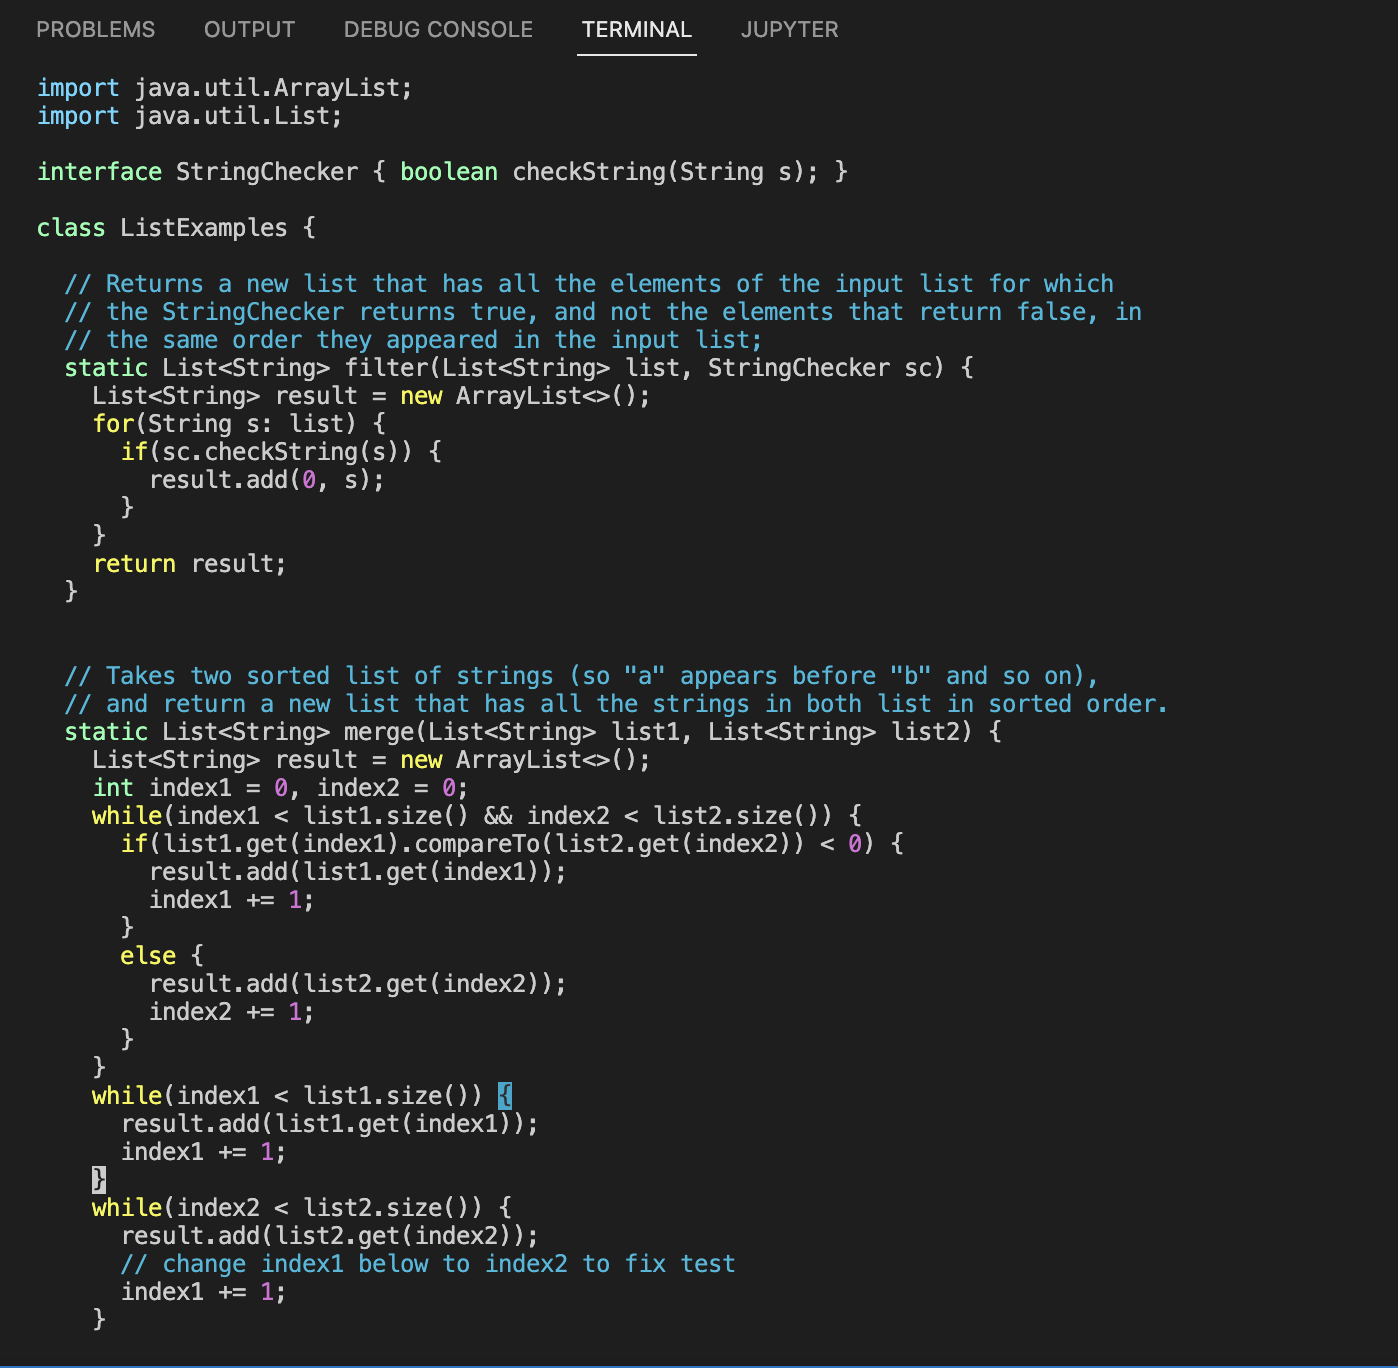 PROBLEMS OUTPUT DEBUG CONSOLE TERMINAL JUPYTER
import java.util.ArrayList;
import java.util.List;

interface StringChecker { boolean checkString(String s); }

class ListExamples {

  // Returns a new list that has all the elements of the input list for which
  // the StringChecker returns true, and not the elements that return false, in
  // the same order they appeared in the input list;
  static List<String> filter(List<String> list, StringChecker sc) {
    List<String> result = new ArrayList<>();
    for(String s: list) {
      if(sc.checkString(s)) {
        result.add(0, s);
      }
    }
    return result;
  }


  // Takes two sorted list of strings (so "a" appears before "b" and so on),
  // and return a new list that has all the strings in both list in sorted order.
  static List<String> merge(List<String> list1, List<String> list2) {
    List<String> result = new ArrayList<>();
    int index1 = 0, index2 = 0;
    while(index1 < list1.size() && index2 < list2.size()) {
      if(list1.get(index1).compareTo(list2.get(index2)) < 0) {
        result.add(list1.get(index1));
        index1 += 1;
      }
      else {
        result.add(list2.get(index2));
        index2 += 1;
      }
    }
    while(index1 < list1.size()) {
      result.add(list1.get(index1));
      index1 += 1;
    }
    while(index2 < list2.size()) {
      result.add(list2.get(index2));
      // change index1 below to index2 to fix test
      index1 += 1;
    }